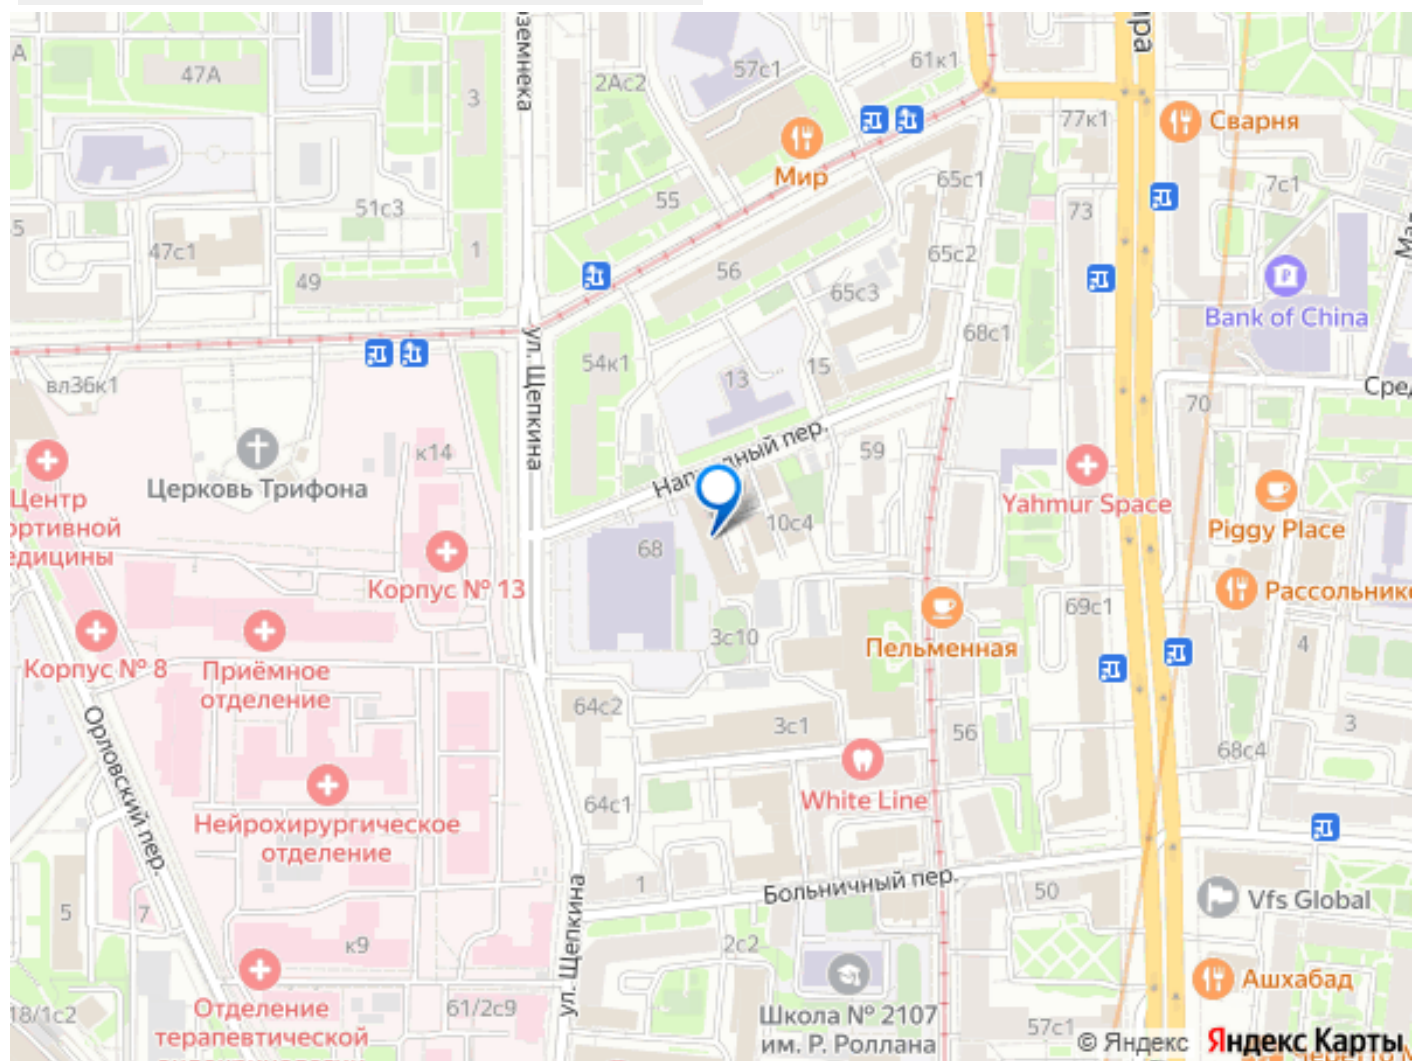 оземнека
ира
47А
3
2Ас2
57с1
61к1
77к1
Сварня
Мир
55
65с1
7с1
51с3
73
5
47с1
1
56
65с2
49
65с3
Bank of China
68с1
ул. Щепкина
54к1
13
15
вл36к1
70
Сред
Напрудный пер.
к14
59
Церковь Трифона
Центр
ортивной
едицины
Yahmur Space
10с4
Piggy Place
68
Корпус № 13
Рассольник
69с1
3с10
Пельменная
4
Корпус № 8
Приёмное
отделение
64с2
3с1
56
3
68с4
Орловский пер.
White Line
64с1
Нейрохирургическое
отделение
Больничный пер.
1
50
Vfs Global
5
7
к9
ул. Щепкина
2с2
Ашхабад
18/1с2
Отделение
терапевтической
61/2с9
Школа № 2107
им. Р. Роллана
57с1
© Яндекс Яндекс Карты